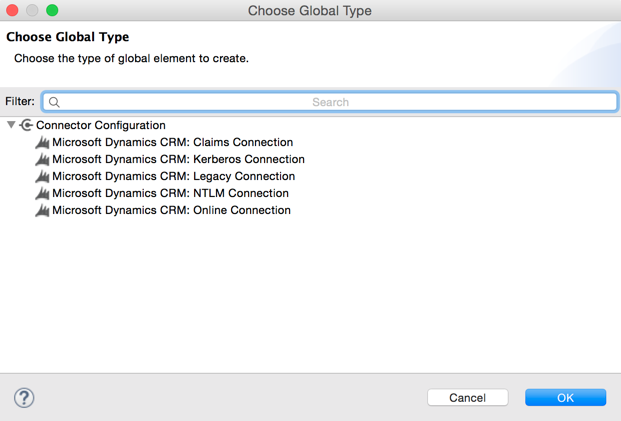 Choose Global Type
Choose Global Type
Choose the type of global element to create.
Filter:
Search
Connector Configuration
Microsoft Dynamics CRM: Claims Connection
Microsoft Dynamics CRM: Kerberos Connection
Microsoft Dynamics CRM: Legacy Connection
Microsoft Dynamics CRM: NTLM Connection
Microsoft Dynamics CRM: Online Connection
?
Cancel
OK